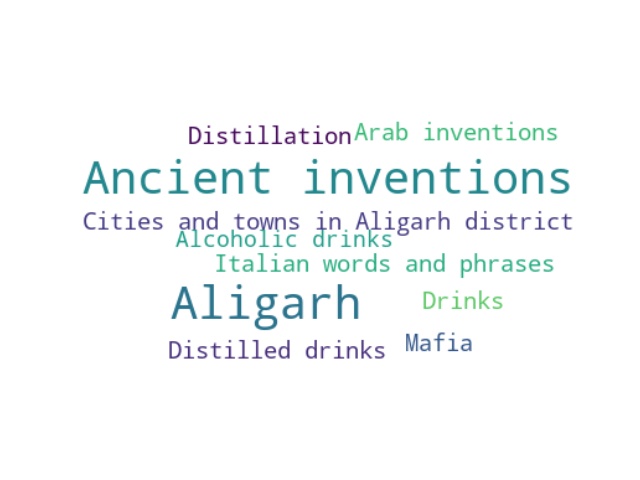 Distillation Arab inventions
Ancient inventions
Cities and towns in Aligarh district
Alcoholic drinks
Italian words and phrases
Aligarh Drinks
Distilled drinks Mafia